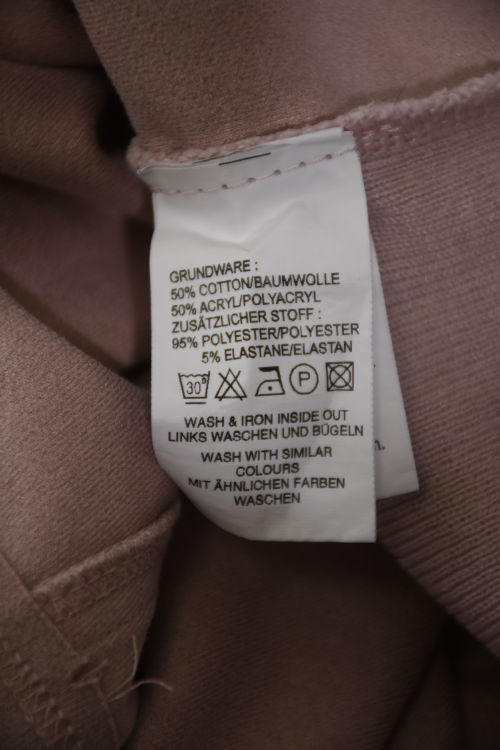 GRUNDWARE :
50% COTTON/BAUMWOLLE
50% ACRYL/POLYACRYL
ZUSÄTZLICHER STOFF :
95% POLYESTER/POLYESTER
5% ELASTANE/ELASTAN
30° P
WASH & IRON INSIDE OUT
LINKS WASCHEN UND BÜGELN
WASH WITH SIMILAR
COLOURS
MIT ÄHNLICHEN FARBEN
WASCHEN